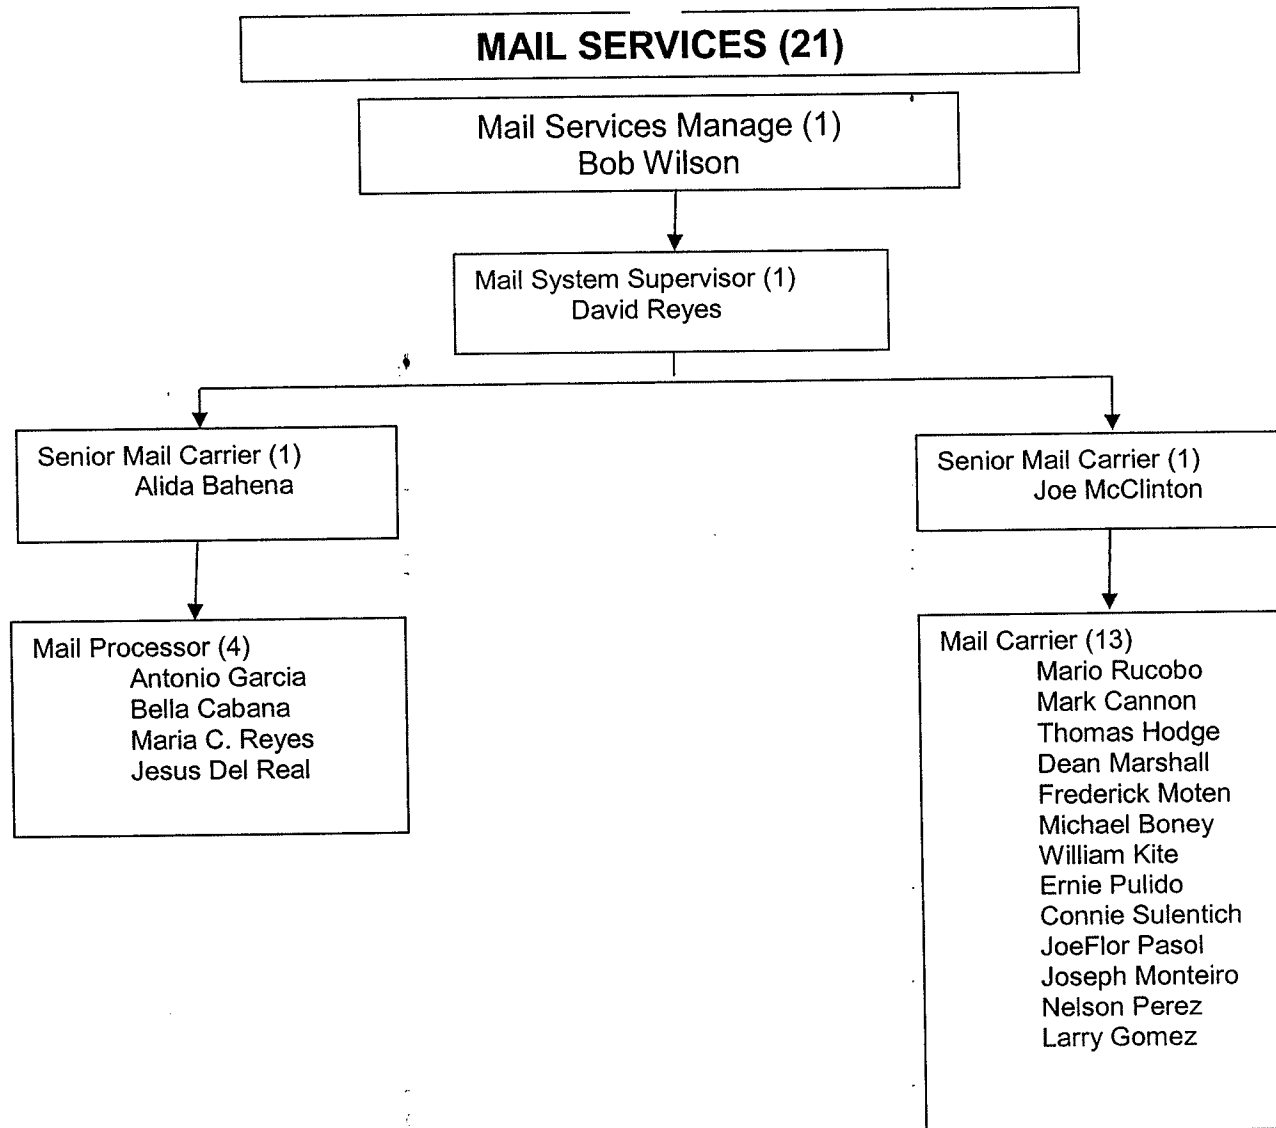 MAIL SERVICES (21)
Mail Services Manage (1)
Bob Wilson
Mail System Supervisor (1)
David Reyes
Senior Mail Carrier (1)
Alida Bahena
Mail Processor (4)
Antonio Garcia
Bella Cabana
Maria C. Reyes
Jesus Del Real
Senior Mail Carrier (1)
Joe McClinton
Mail Carrier (13)
Mario Rucobo
Mark Cannon
Thomas Hodge
Dean Marshall
Frederick Moten
Michael Boney
William Kite
Ernie Pulido
Connie Sulentich
JoeFlor Pasol
Joseph Monteiro
Nelson Perez
Larry Gomez